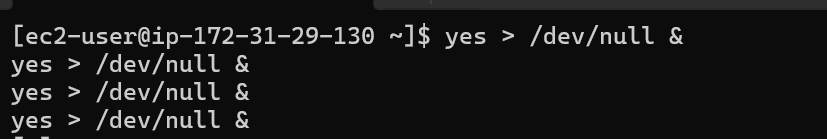 [ec2-user@ip-172-31-29-130 ~]$ yes > /dev/null &
yes > /dev/null &
yes > /dev/null &
yes > /dev/null &